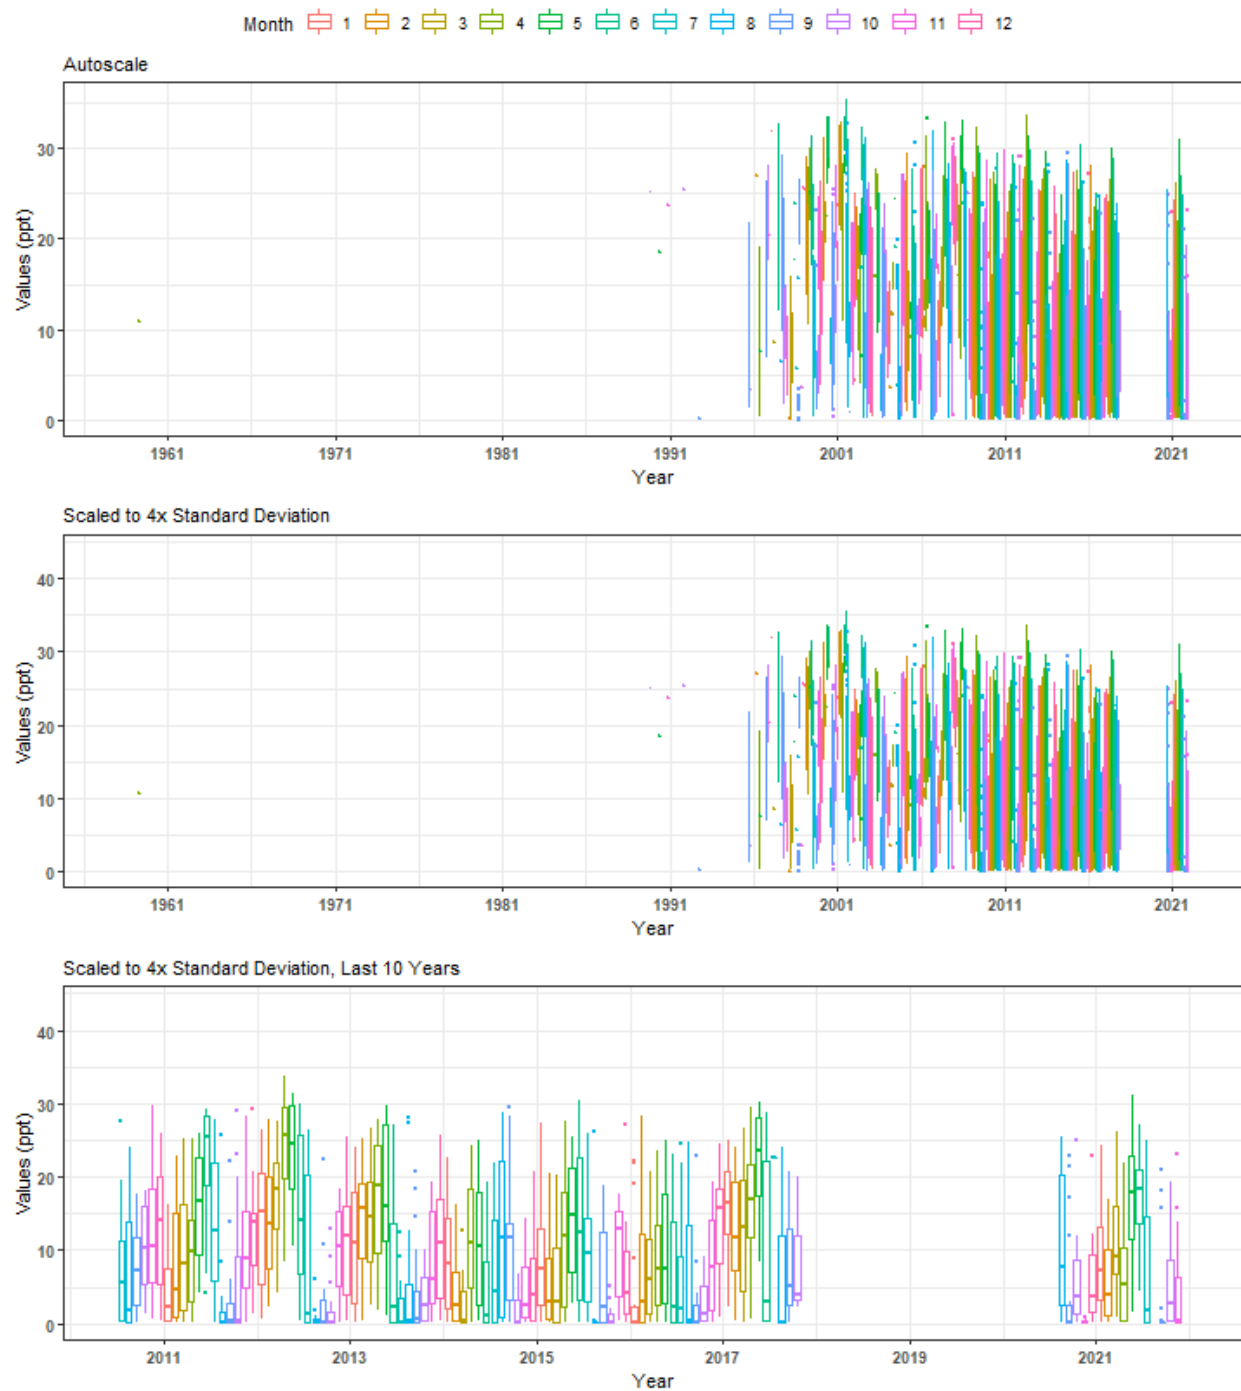 Month 1 2 3 4 5 6 7 8 9 10 11 12
Autoscale
Values (ppt)
30
20
10
0
1961 1971 1981 1991 2001 2011 2021
Year
Scaled to 4x Standard Deviation
Values (ppt)
40
30
20
10
0
1961 1971 1981 1991 2001 2011 2021
Year
Scaled to 4x Standard Deviation, Last 10 Years
Values (ppt)
40
30
20
10
0
2011 2013 2015 2017 2019 2021
Year